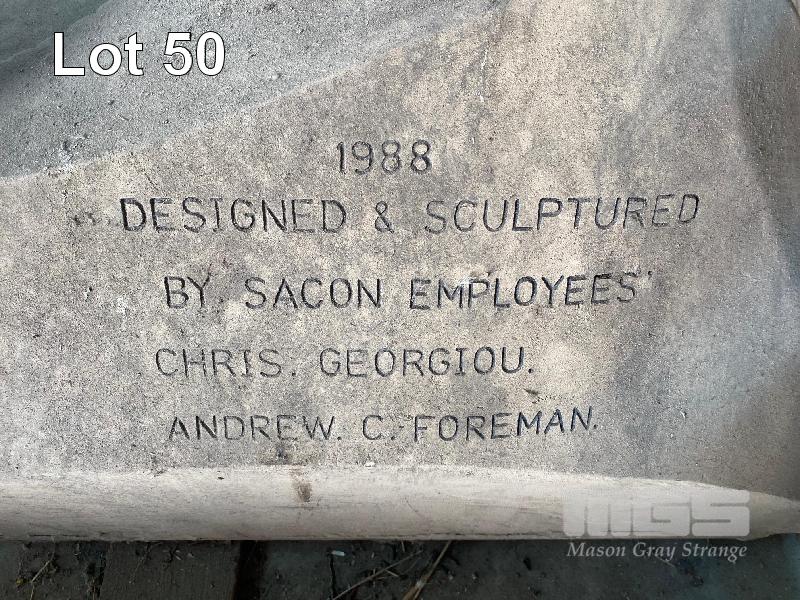 Lot 50
1988
DESIGNED & SCULPTURED
BY. SACON EMPLOYEES'
CHRIS. GEORGIOU.
ANDREW. C. FOREMAN.
MGS
Mason Gray Strange